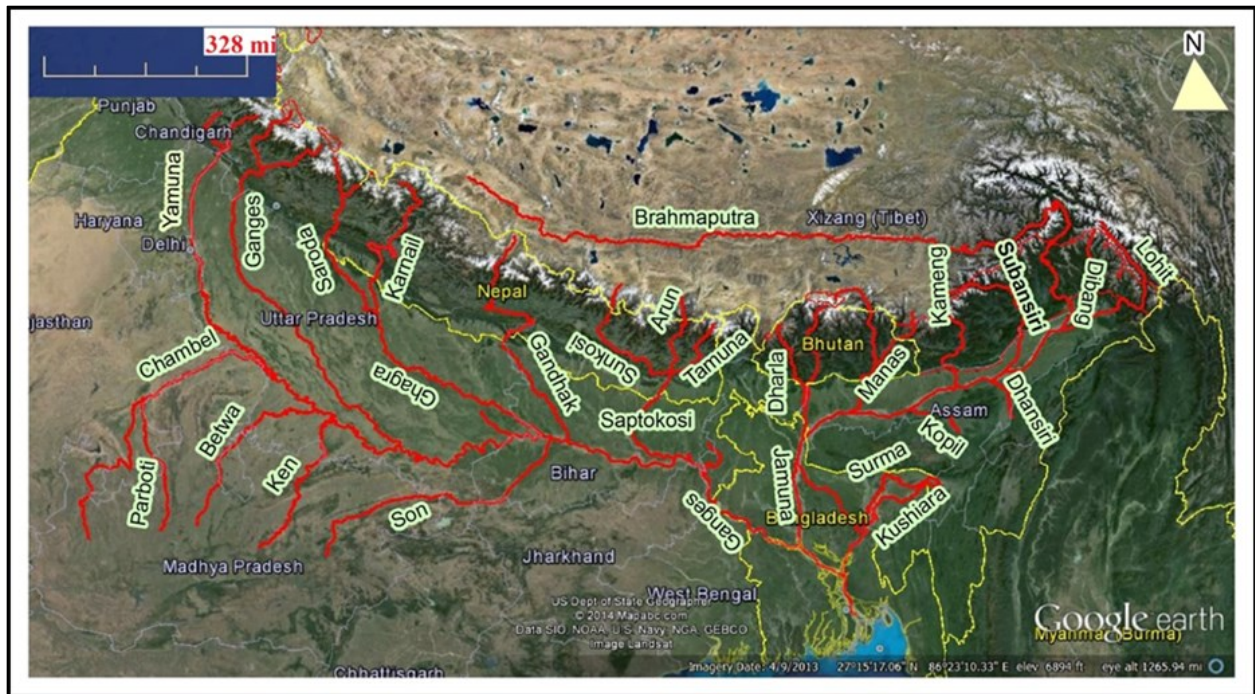 328 mi
N
Punjab
Chandigarh
Yamuna
Haryana
Delhi
Ganges
Saroda
Karnail
Brahmaputra
Xizang (Tibet)
Kameng
Subansiri
Dibang
Lohit
jasthan
Uttar Pradesh
Nepal
Sunkosi
Arun
Tamuna
Bhutan
Dharla
Manas
Chambel
Ghagra
Gandhak
Saptokosi
Assam
Kopil
Dhansiri
Parboti
Betwa
Ken
Son
Bihar
Ganges
Jamuna
Surma
Bangladesh
Kushiara
Madhya Pradesh
Jharkhand
West Bengal
US Dept of State Geographer
© 2014 Mapabc.com
Data SIO, NOAA, U.S. Navy, NGA, GEBCO
Image Landsat
Google earth
Myanmar (Burma)
Chhattisgarh
Imagery Date: 4/9/2013 27°15'17.06" N 86°23'10.33" E elev 6894 ft eye alt 1265.94 mi